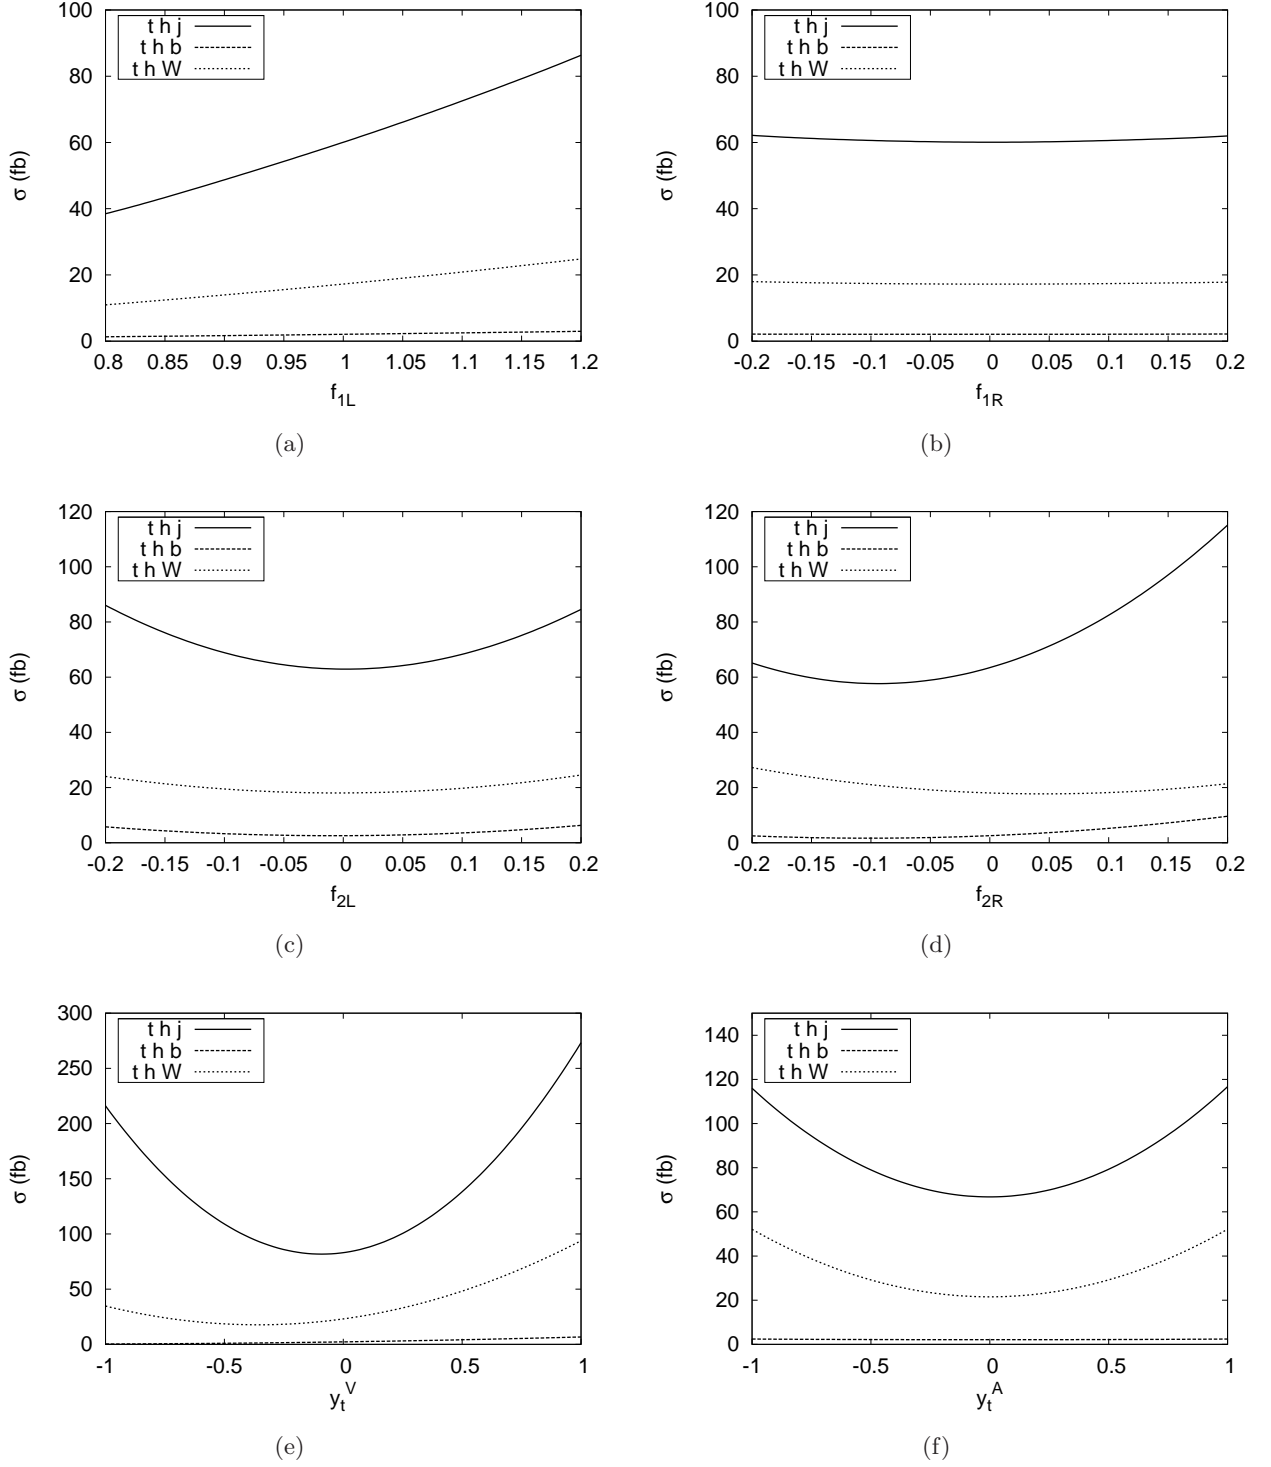 100
80
60
40
20
0
σ (fb)
t h j
t h b
t h W
0.8 0.85 0.9 0.95 1 1.05 1.1 1.15 1.2
f1L
(a)
100
80
60
40
20
0
σ (fb)
t h j
t h b
t h W
-0.2 -0.15 -0.1 -0.05 0 0.05 0.1 0.15 0.2
f1R
(b)
120
100
80
60
40
20
0
σ (fb)
t h j
t h b
t h W
-0.2 -0.15 -0.1 -0.05 0 0.05 0.1 0.15 0.2
f2L
(c)
120
100
80
60
40
20
0
σ (fb)
t h j
t h b
t h W
-0.2 -0.15 -0.1 -0.05 0 0.05 0.1 0.15 0.2
f2R
(d)
300
250
200
150
100
50
0
σ (fb)
t h j
t h b
t h W
-1 -0.5 0 0.5 1
ytV
(e)
140
120
100
80
60
40
20
0
σ (fb)
t h j
t h b
t h W
-1 -0.5 0 0.5 1
ytA
(f)